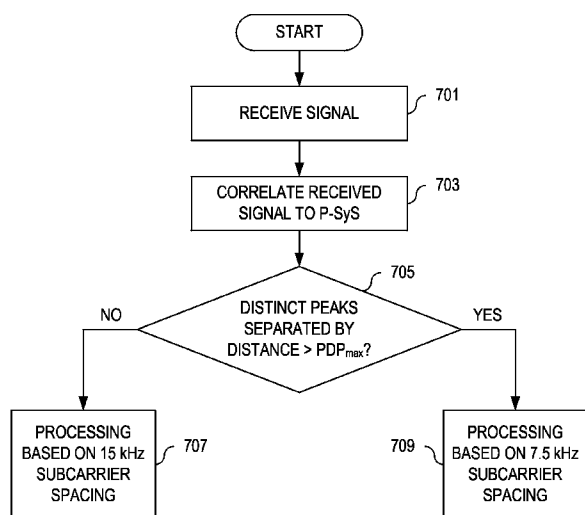 START
RECEIVE SIGNAL
701
CORRELATE RECEIVED
SIGNAL TO P-SyS
703
705
DISTINCT PEAKS
SEPARATED BY
DISTANCE > PDPmax?
NO
YES
PROCESSING
BASED ON 15 kHz
SUBCARRIER
SPACING
707
709
PROCESSING
BASED ON 7.5 kHz
SUBCARRIER
SPACING